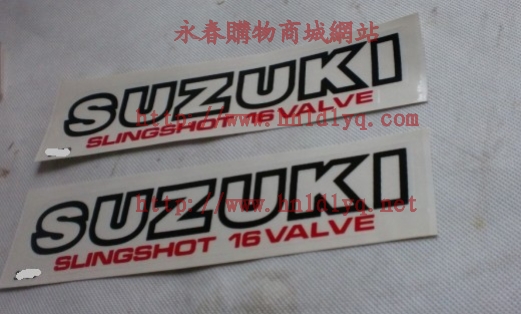 永春購物商城網站
SUZUKI
SLINGSHOT 16 VALVE
http://www.hnldlyq.com
SUZUKI
http://www.hnldlyq.net
SLINGSHOT 16 VALVE